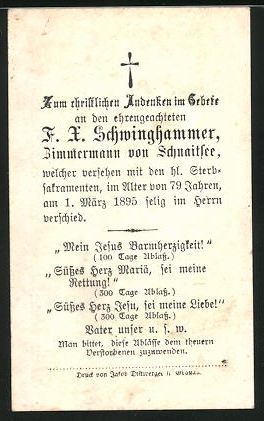 Zum christlichen Andenken im Gebete
an den ehrengeachteten
F. X. Schwinghammer,
Zimmermann von Schnaitsee,
welcher versehen mit den hl. Sterb-
sakramenten, im Alter von 79 Jahren,
am 1. März 1895 selig im Herrn
verschied.
„Mein Jesus Barmherzigkeit!“
(100 Tage Ablaß.)
„Süßes Herz Mariä, sei meine
Rettung!“
(300 Tage Ablaß.)
„Süßes Herz Jesu, sei meine Liebe!“
(300 Tage Ablaß.)
Vater unser u. s. w.
Man bittet, diese Ablässe dem theuern
Verstorbenen zuzuwenden.
Druck von Jakob